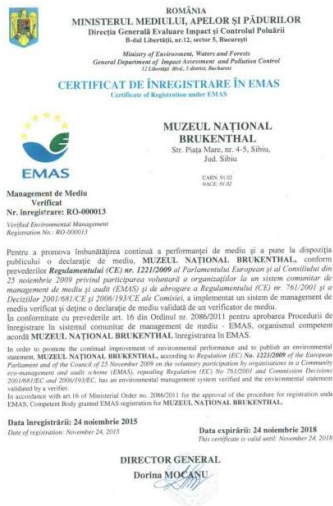 ROMÂNIA
MINISTERUL MEDIULUI, APELOR ȘI PĂDURILOR
Direcția Generală Evaluare Impact și Controlul Poluării
B-dul Libertății, nr.12, sector 5, București
Ministry of Environment, Waters and Forests
General Department of Impact Assessment and Pollution Control
12 Libertății Blvd., 5 district, Bucharest
CERTIFICAT DE ÎNREGISTRARE ÎN EMAS
Certificate of Registration under EMAS
MUZEUL NAȚIONAL
BRUKENTHAL
Str. Piața Mare, nr. 4-5, Sibiu,
Jud. Sibiu
CAEN: 91.02
NACE: 91.02
EMAS
Management de Mediu
Verificat
Nr. înregistrare: RO-000013
Verified Environmental Management
Registration No.: RO-000013
Pentru a promova îmbunătățirea continuă a performanței de mediu și a pune la dispoziția
publicului o declarație de mediu, MUZEUL NAȚIONAL BRUKENTHAL, conform
prevederilor Regulamentului (CE) nr. 1221/2009 al Parlamentului European și al Consiliului din
25 noiembrie 2009 privind participarea voluntară a organizațiilor la un sistem comunitar de
management de mediu și audit (EMAS) și de abrogare a Regulamentului (CE) nr. 761/2001 și a
Deciziilor 2001/681/CE și 2006/193/CE ale Comisiei, a implementat un sistem de management de
mediu verificat și deține o declarație de mediu validată de un verificator de mediu.
În conformitate cu prevederile art. 16 din Ordinul nr. 2086/2011 pentru aprobarea Procedurii de
înregistrare în sistemul comunitar de management de mediu - EMAS, organismul competent
acordă MUZEUL NAȚIONAL BRUKENTHAL înregistrarea în EMAS.
In order to promote the continual improvement of environmental performance and to publish an environmental
statement, MUZEUL NAȚIONAL BRUKENTHAL, according to Regulation (EC) No. 1221/2009 of the European
Parliament and of the Council of 25 November 2009 on the voluntary participation by organisations in a Community
eco-management and audit scheme (EMAS), repealing Regulation (EC) No 761/2001 and Commission Decisions
2001/681/EC and 2006/193/EC, has an environmental management system verified and the environmental statement
validated by a verifier.
In accordance with art.16 of Ministerial Order no. 2086/2011 for the approval of the procedure for registration under
EMAS, Competent Body granted EMAS registration for MUZEUL NAȚIONAL BRUKENTHAL.
Data înregistrării: 24 noiembrie 2015
Date of registration: November 24, 2015
Data expirării: 24 noiembrie 2018
This certificate is valid until: November 24, 2018
DIRECTOR GENERAL
Dorina MOCANU